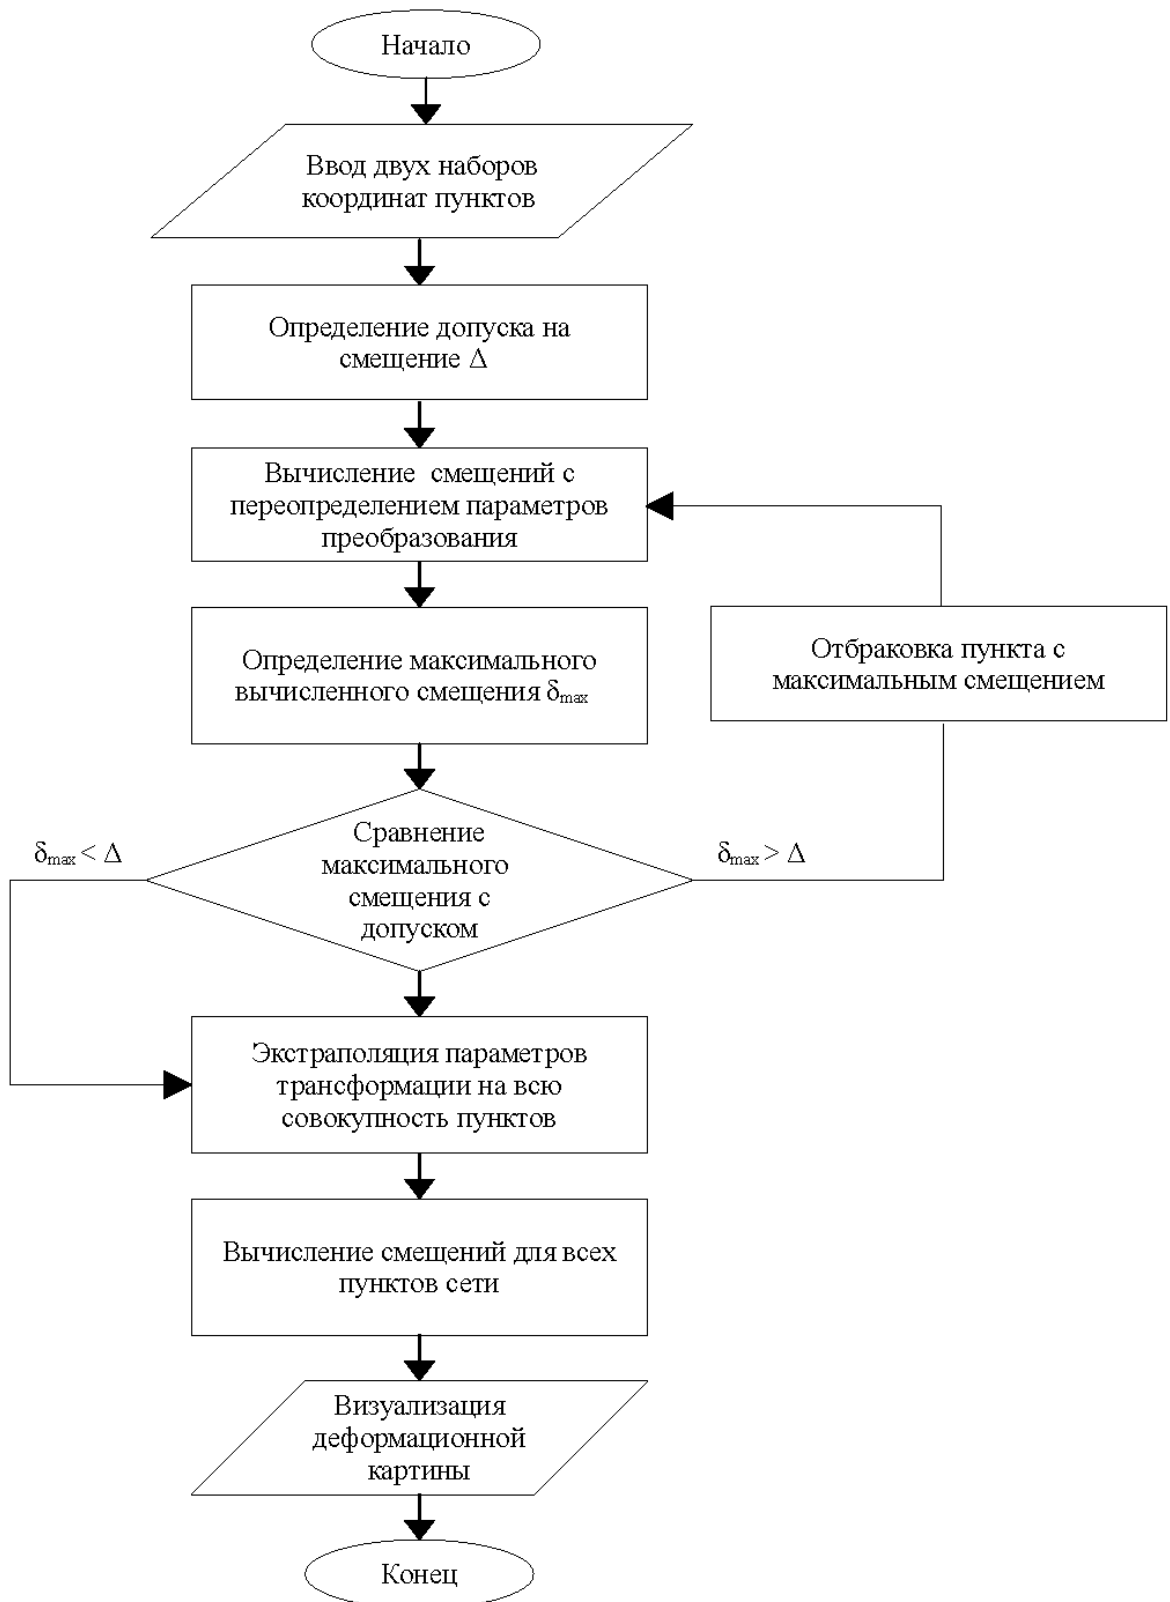 Начало
Ввод двух наборов
координат пунктов
Определение допуска на
смещение Δ
Вычисление смещений с
переопределением параметров
преобразования
Определение максимального
вычисленного смещения δmax
Отбраковка пункта с
максимальным смещением
δmax < Δ
Сравнение
максимального
смещения с
допуском
δmax > Δ
Экстраполяция параметров
трансформации на всю
совокупность пунктов
Вычисление смещений для всех
пунктов сети
Визуализация
деформационной
картины
Конец